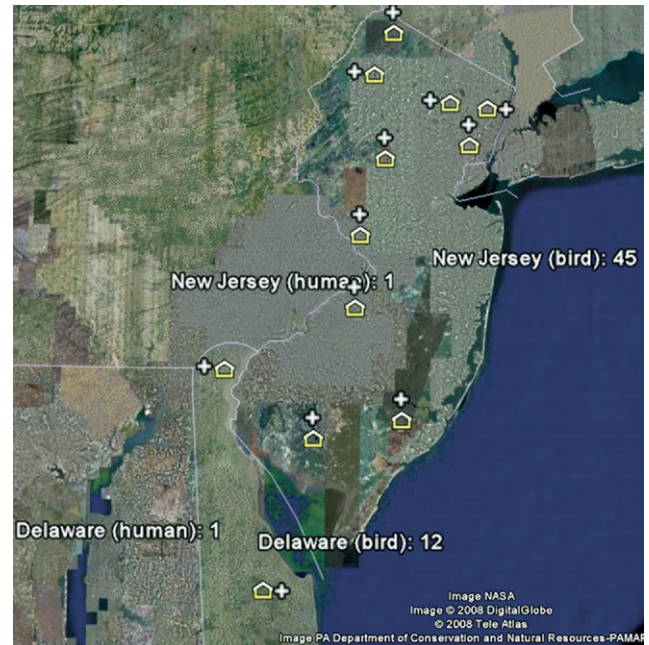 New Jersey (bird): 45
New Jersey (human): 1
Delaware (human): 1
Delaware (bird): 12
Image NASA
Image © 2008 DigitalGlobe
© 2008 Tele Atlas
Image PA Department of Conservation and Natural Resources-PAMAP